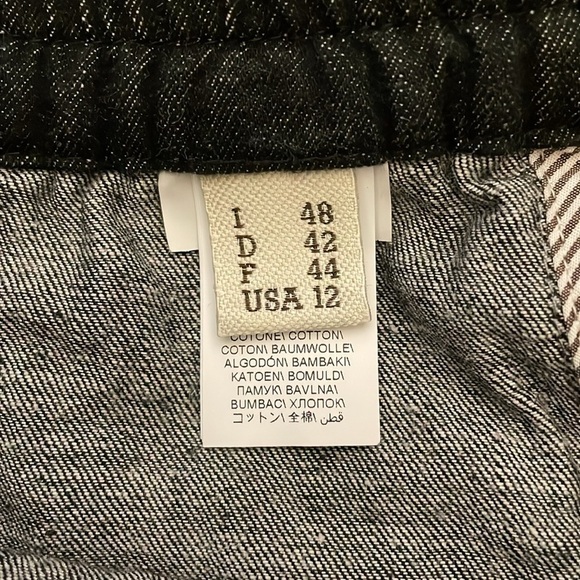 I 48
D 42
F 44
USA 12
COTONE\ COTTON\
COTON\ BAUMWOLLE\
ALGODÓN\ BAMBAKI\
KATOEN\ BOMULD\
ПАМУК\ BAVLNA\
BUMBAC\ ХЛОПОК\
コットン\ 全棉\ قطن